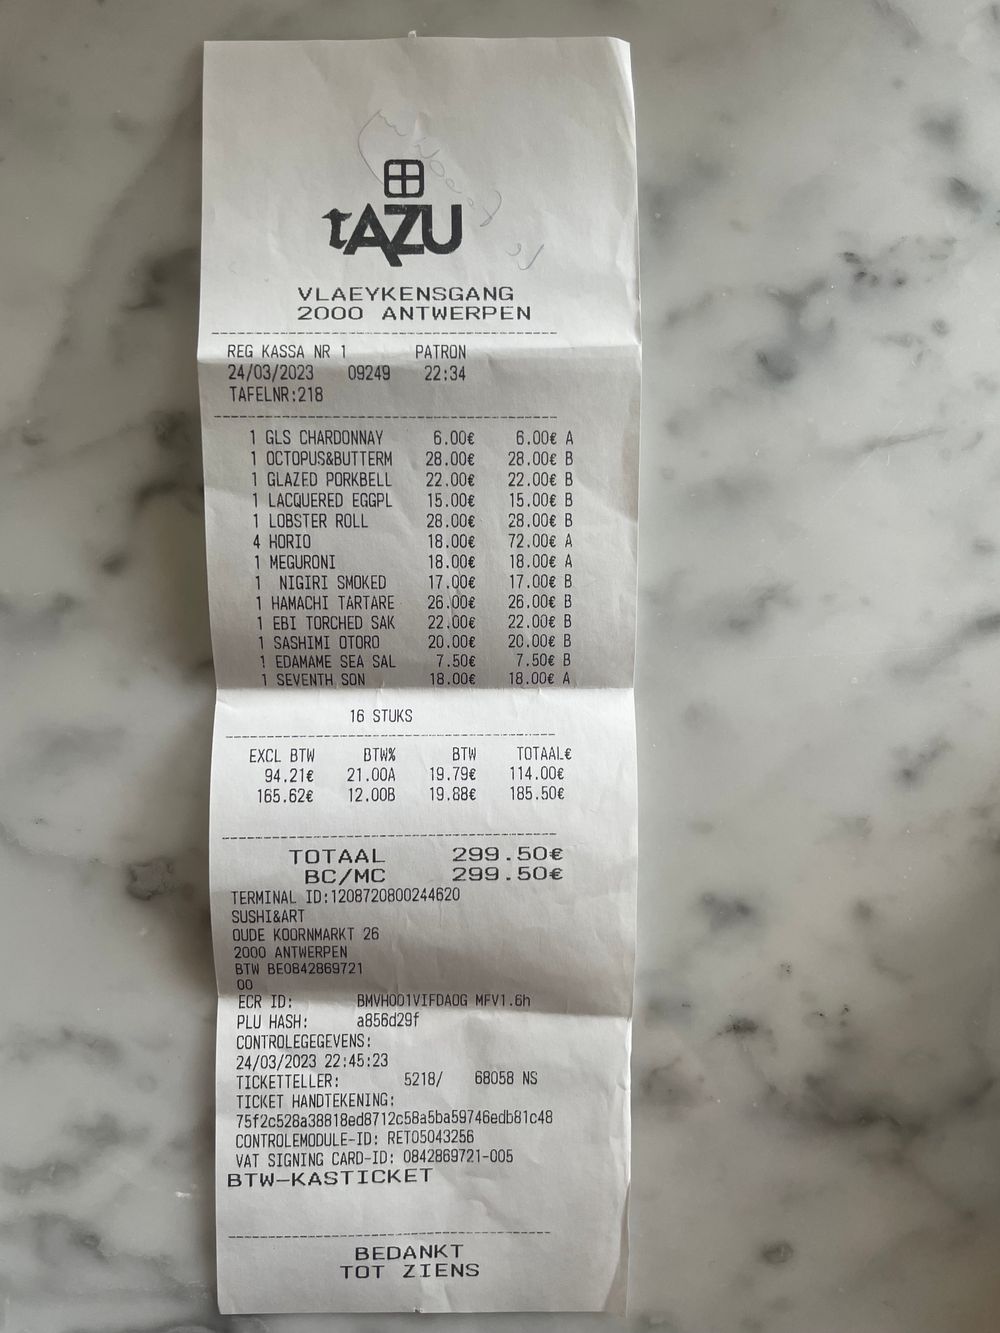 tAZU
VLAEYKENSGANG
2000 ANTWERPEN
REG KASSA NR 1 PATRON
24/03/2023 09249 22:34
TAFELNR:218
1 GLS CHARDONNAY 6.00€ 6.00€ A
1 OCTOPUS&BUTTERM 28.00€ 28.00€ B
1 GLAZED PORKBELL 22.00€ 22.00€ B
1 LACQUERED EGGPL 15.00€ 15.00€ B
1 LOBSTER ROLL 28.00€ 28.00€ B
4 HORIO 18.00€ 72.00€ A
1 MEGURONI 18.00€ 18.00€ A
1 NIGIRI SMOKED 17.00€ 17.00€ B
1 HAMACHI TARTARE 26.00€ 26.00€ B
1 EBI TORCHED SAK 22.00€ 22.00€ B
1 SASHIMI OTORO 20.00€ 20.00€ B
1 EDAMAME SEA SAL 7.50€ 7.50€ B
1 SEVENTH SON 18.00€ 18.00€ A
16 STUKS
EXCL BTW BTW% BTW TOTAAL€
94.21€ 21.00A 19.79€ 114.00€
165.62€ 12.00B 19.88€ 185.50€
TOTAAL 299.50€
BC/MC 299.50€
TERMINAL ID:1208720800244620
SUSHI&ART
OUDE KOORNMARKT 26
2000 ANTWERPEN
BTW BE0842869721
00
ECR ID: BMVH001VIFDAOG MFV1.6h
PLU HASH: a856d29f
CONTROLEGEGEVENS:
24/03/2023 22:45:23
TICKETTELLER: 5218/ 68058 NS
TICKET HANDTEKENING:
75f2c528a38818ed8712c58a5ba59746edb81c48
CONTROLEMODULE-ID: RET05043256
VAT SIGNING CARD-ID: 0842869721-005
BTW-KASTICKET
BEDANKT
TOT ZIENS